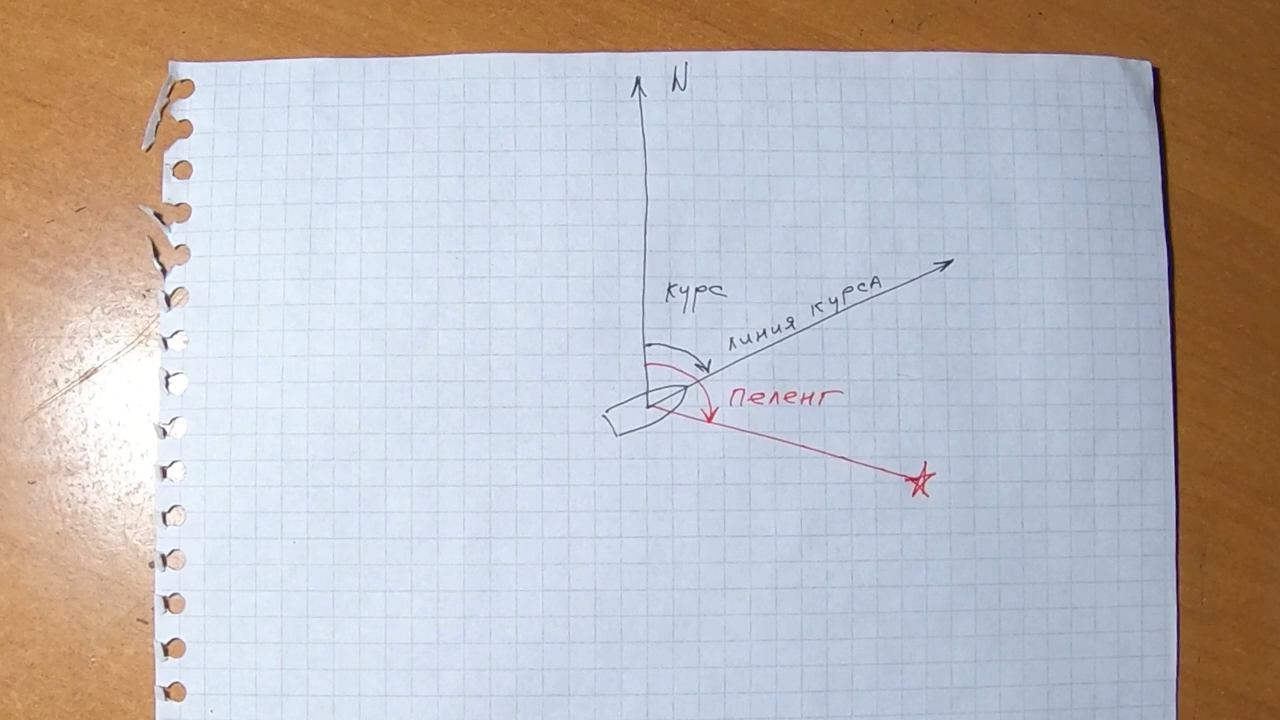 N
курс
линия курса
пеленг